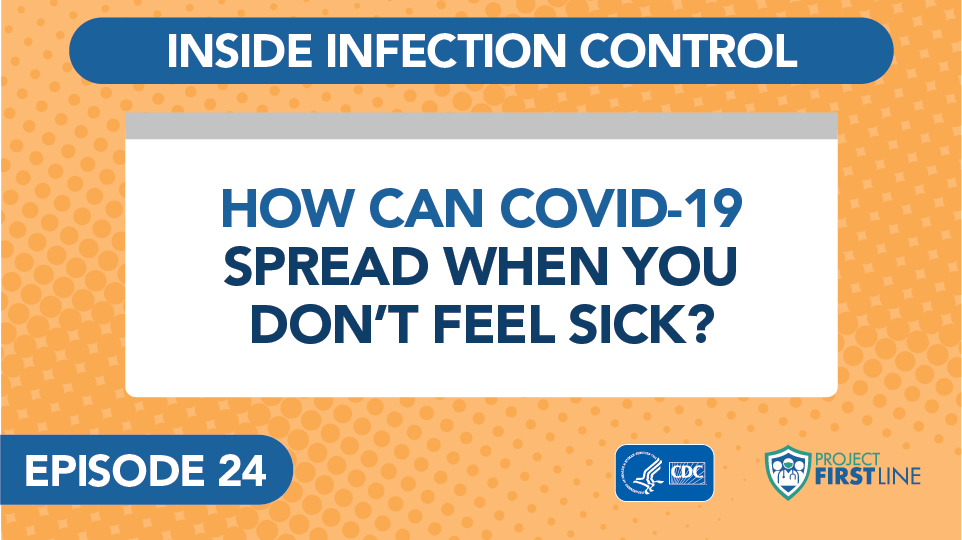 INSIDE INFECTION CONTROL
HOW CAN COVID-19
SPREAD WHEN YOU
DON’T FEEL SICK?
EPISODE 24
CDC
PROJECT
FIRSTLINE